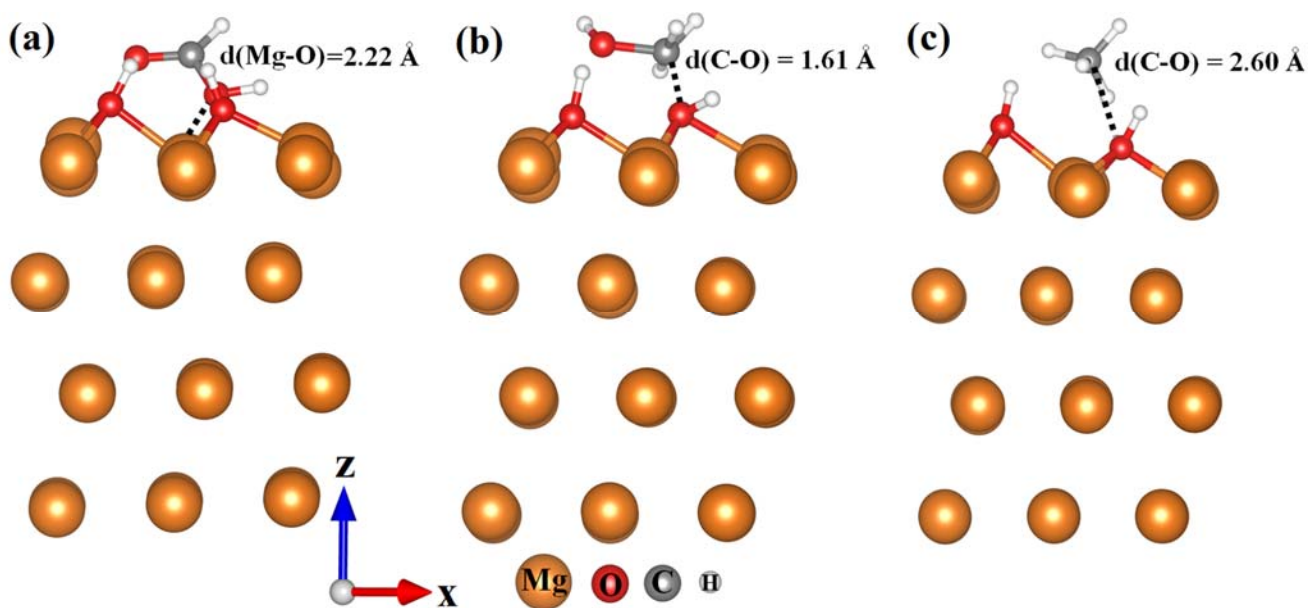 (a)
d(Mg-O)=2.22 Å
(b)
d(C-O) = 1.61 Å
(c)
d(C-O) = 2.60 Å
z
x
Mg O C H